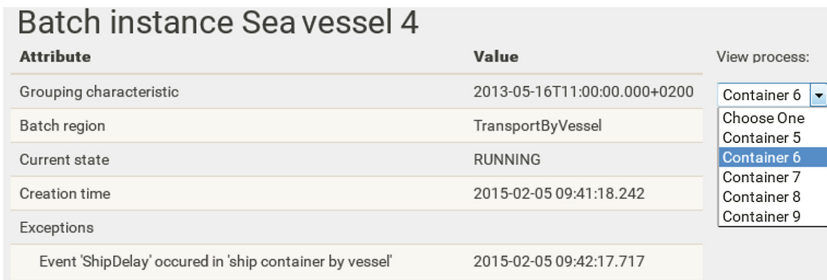 Batch instance Sea vessel 4
Attribute Value View process:
Grouping characteristic 2013-05-16T11:00:00.000+0200 Container 6
Choose One
Batch region TransportByVessel Container 5
Current state RUNNING Container 6
Container 7
Creation time 2015-02-05 09:41:18.242 Container 8
Container 9
Exceptions
Event 'ShipDelay' occured in 'ship container by vessel' 2015-02-05 09:42:17.717